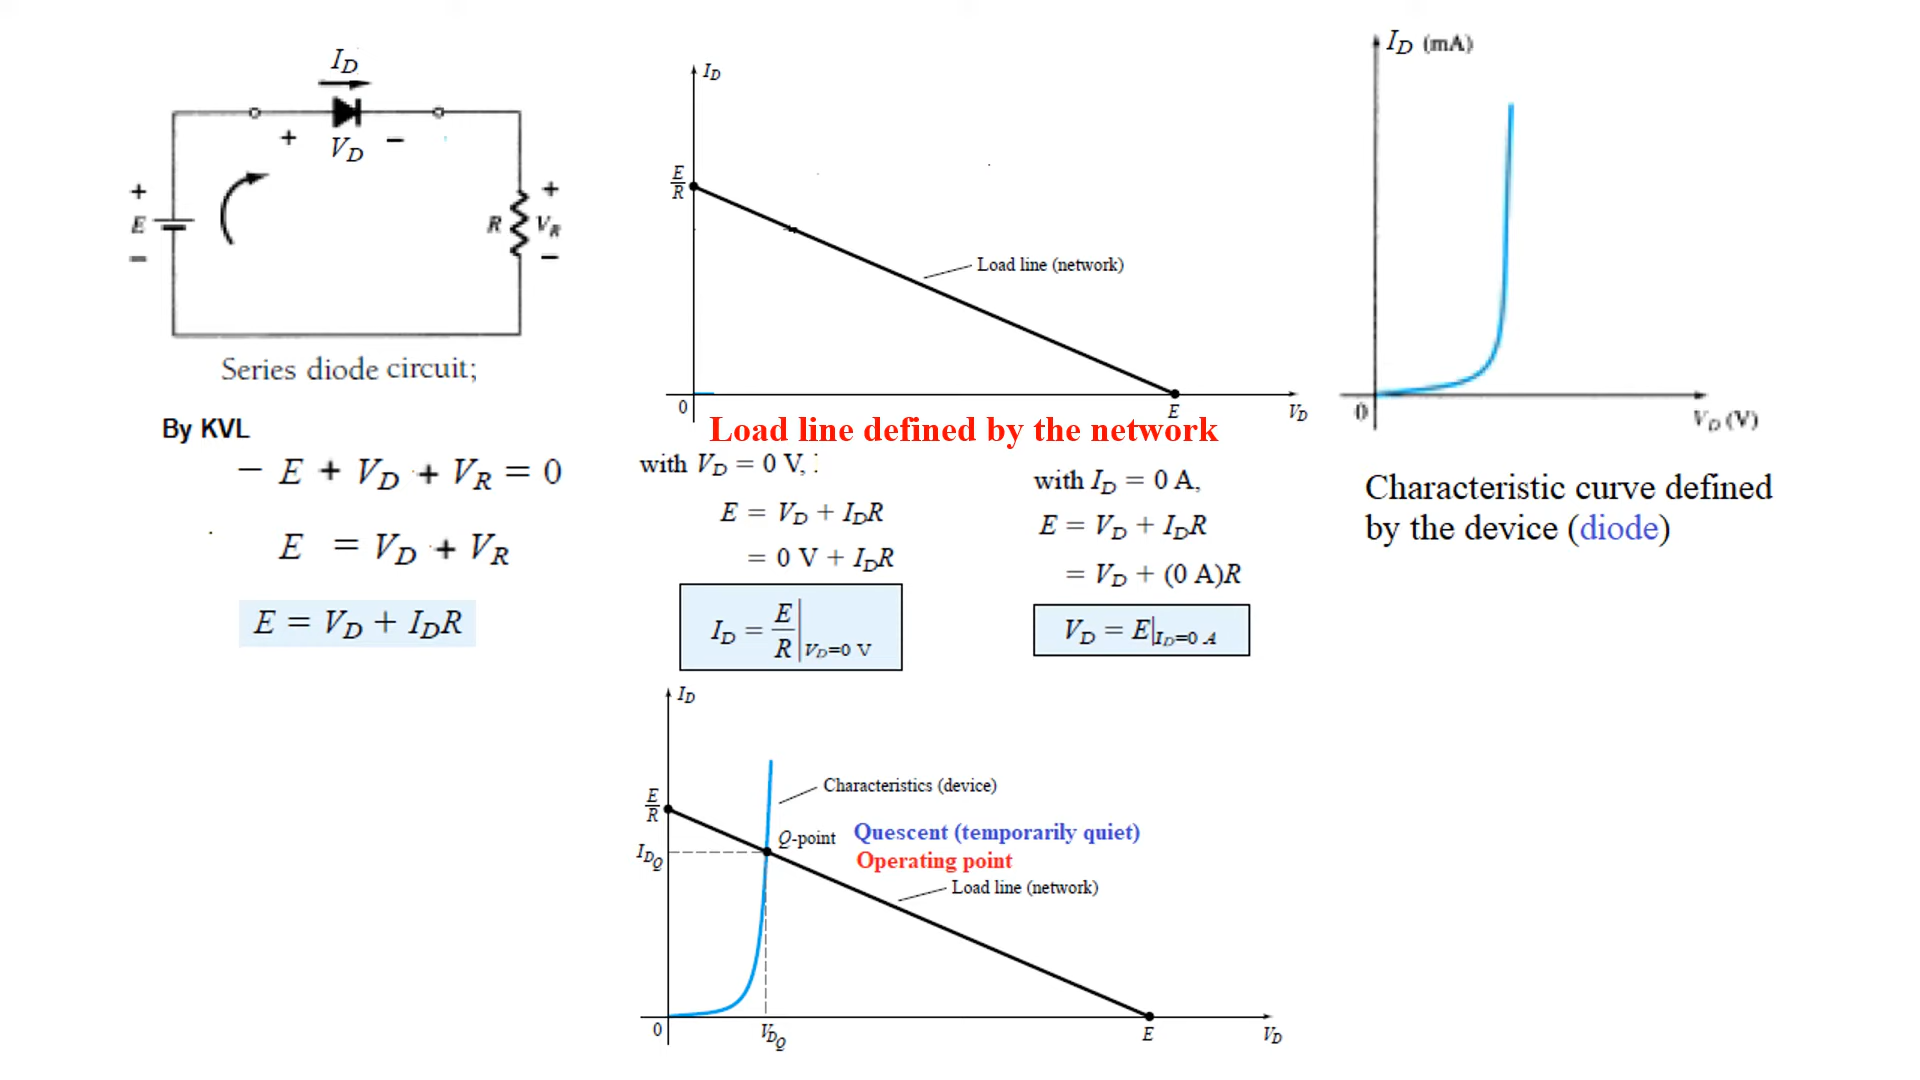 I_D
+ V_D −
+
E
−
R
+
V_R
−
Series diode circuit;
By KVL
− E + V_D + V_R = 0
E = V_D + V_R
E = V_D + I_DR
I_D
E/R
Load line (network)
0
E
V_D
Load line defined by the network
with V_D = 0 V, :
E = V_D + I_DR
= 0 V + I_DR
I_D = E/R |V_D=0 V
with I_D = 0 A,
E = V_D + I_DR
= V_D + (0 A)R
V_D = E|I_D=0 A
I_D (mA)
0
V_D (V)
Characteristic curve defined
by the device (diode)
I_D
Characteristics (device)
E/R
Q-point
Quescent (temporarily quiet)
I_DQ
Operating point
Load line (network)
0
V_DQ
E
V_D